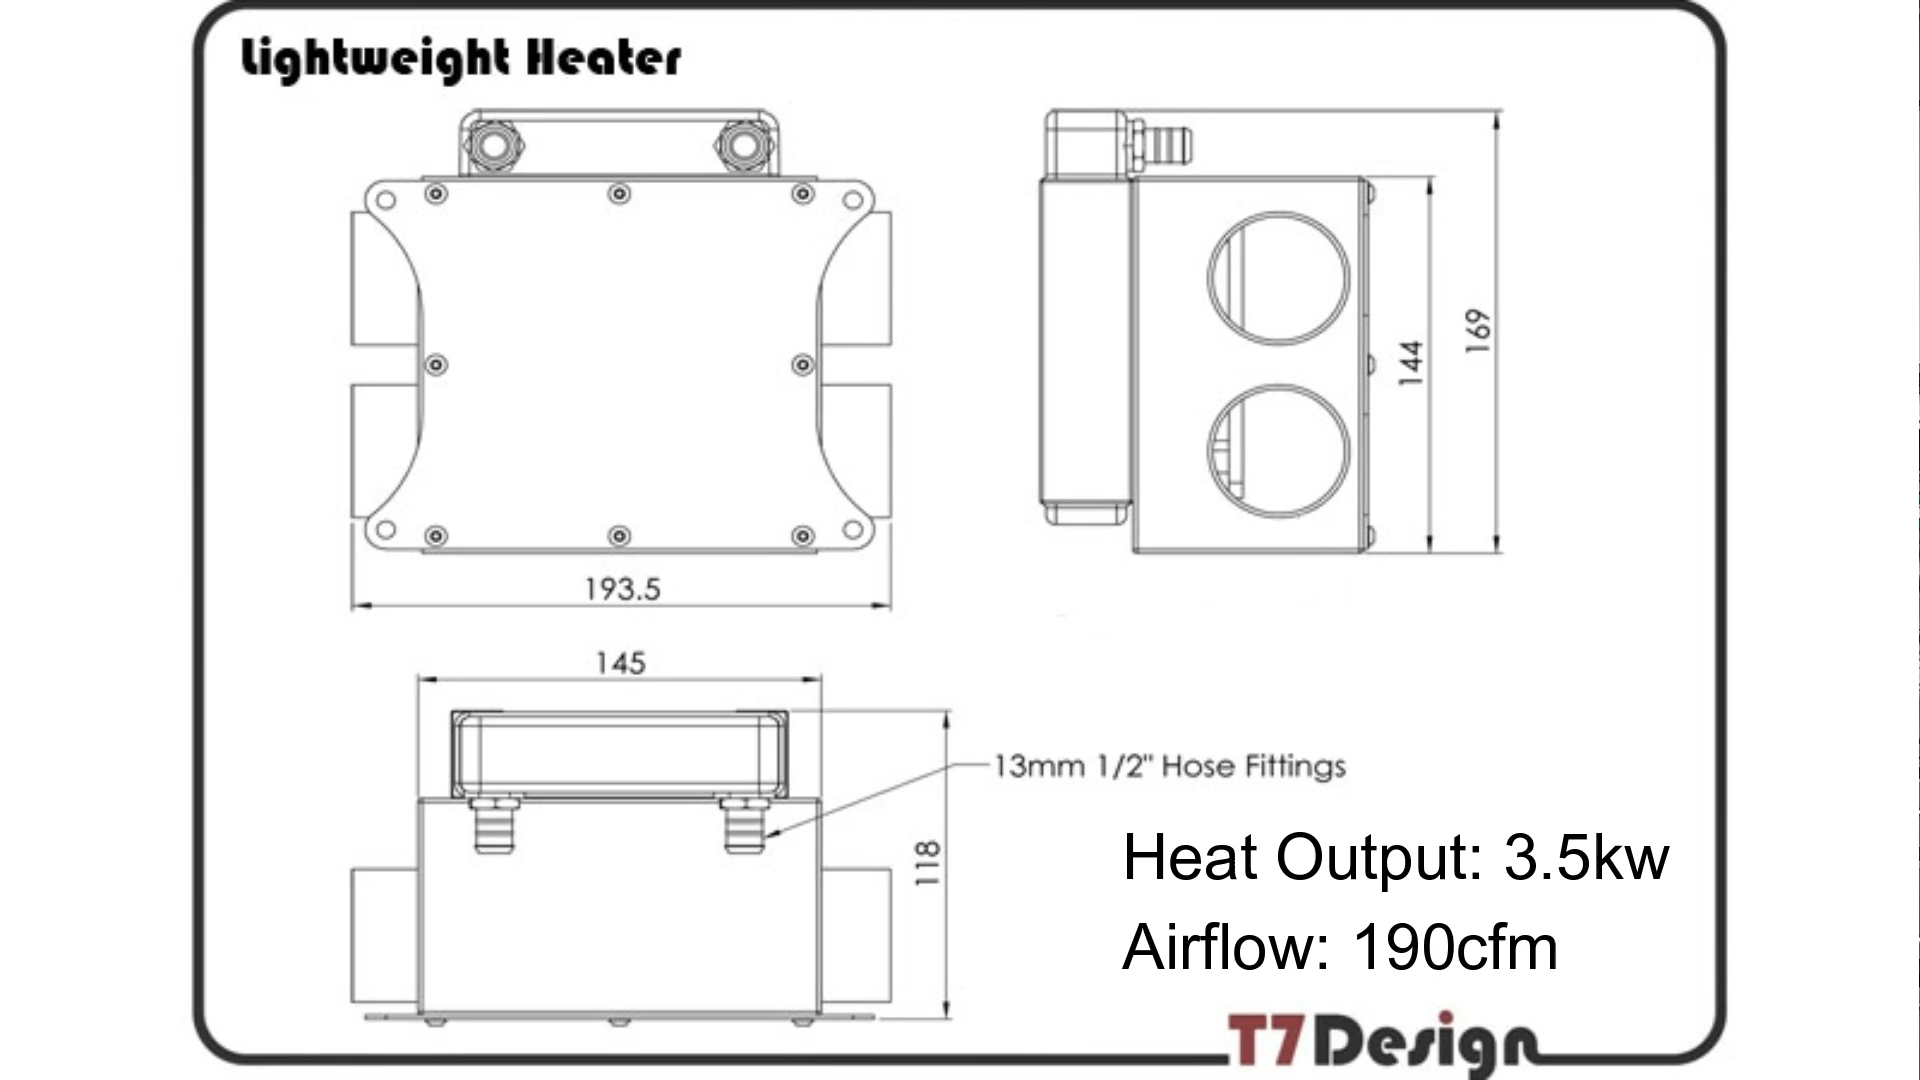 Lightweight Heater
169
144
193.5
145
13mm 1/2" Hose Fittings
118
Heat Output: 3.5kw
Airflow: 190cfm
T7Design